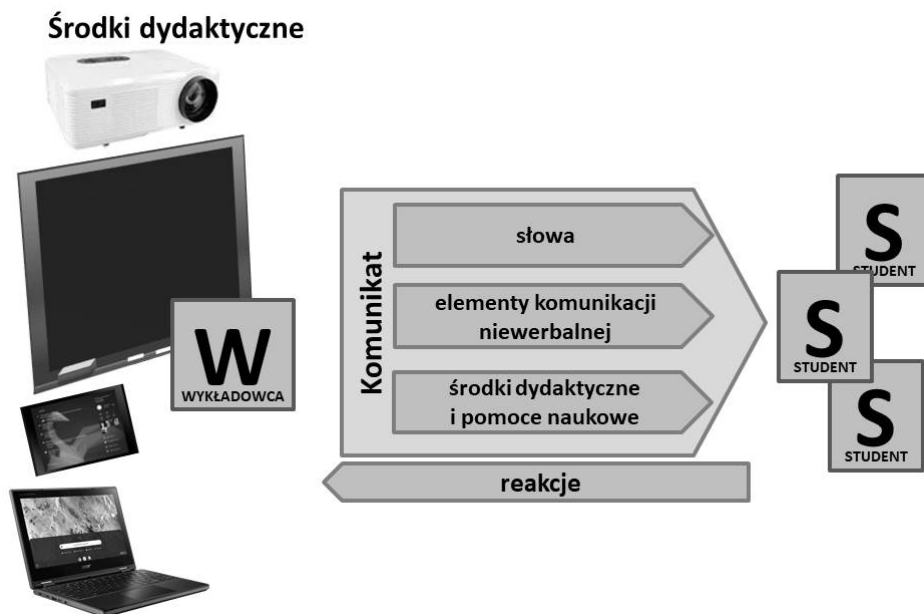 Środki dydaktyczne
W
WYKŁADOWCA
Komunikat
słowa
elementy komunikacji
niewerbalnej
środki dydaktyczne
i pomoce naukowe
reakcje
S
STUDENT
S
STUDENT
S
STUDENT